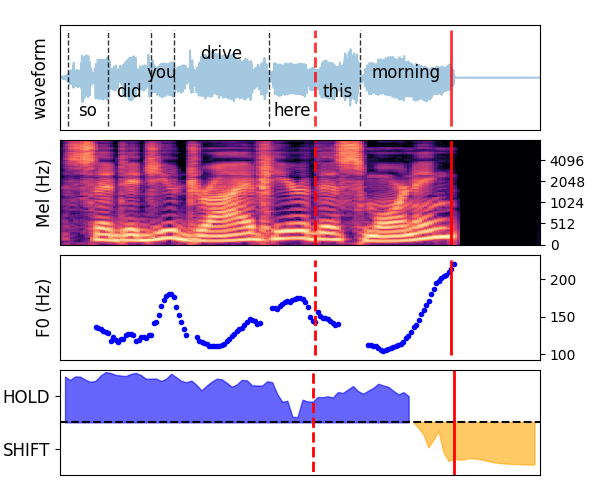 waveform
so
did
you
drive
here
this
morning
Mel (Hz)
4096
2048
1024
512
0
F0 (Hz)
200
150
100
HOLD
SHIFT